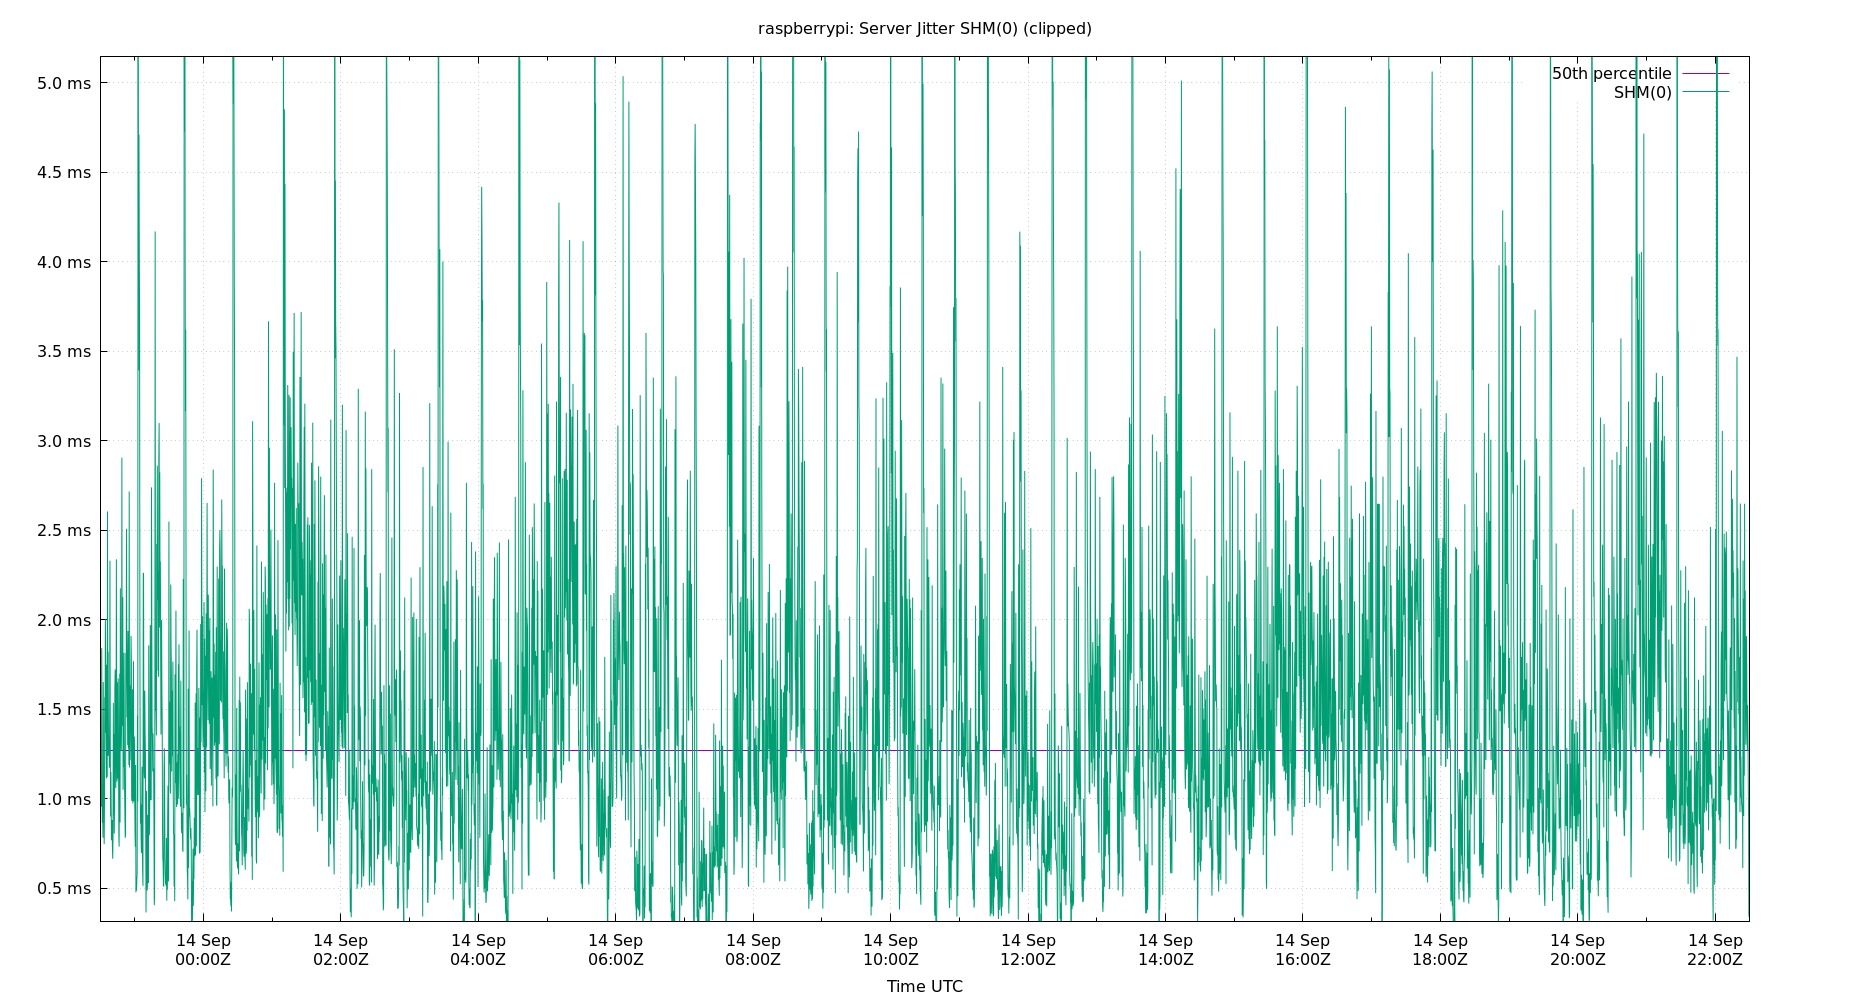 raspberrypi: Server Jitter SHM(0) (clipped)
50th percentile
SHM(0)
5.0 ms
4.5 ms
4.0 ms
3.5 ms
3.0 ms
2.5 ms
2.0 ms
1.5 ms
1.0 ms
0.5 ms
14 Sep 14 Sep 14 Sep 14 Sep 14 Sep 14 Sep 14 Sep 14 Sep 14 Sep 14 Sep 14 Sep 14 Sep
00:00Z 02:00Z 04:00Z 06:00Z 08:00Z 10:00Z 12:00Z 14:00Z 16:00Z 18:00Z 20:00Z 22:00Z
Time UTC